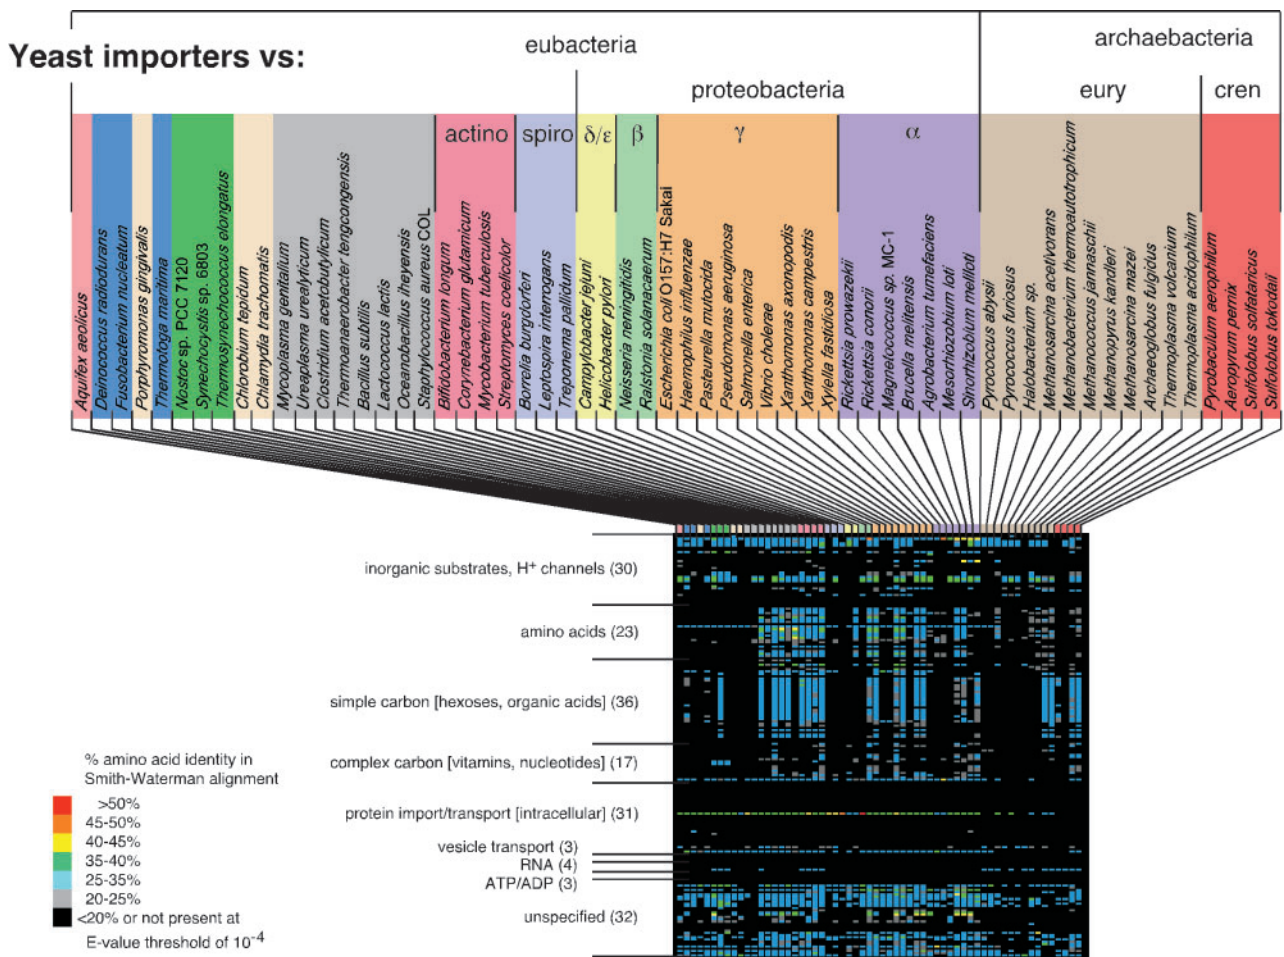 Yeast importers vs:
eubacteria
archaebacteria
proteobacteria
eury
cren
actino
spiro
δ/ε
β
γ
α
Aquifex aeolicus
Deinococcus radiodurans
Fusobacterium nucleatum
Porphyromonas gingivalis
Thermotoga maritima
Nostoc sp. PCC 7120
Synechocystis sp. 6803
Thermosynechococcus elongatus
Chlorobium tepidum
Chlamydia trachomatis
Mycoplasma genitalium
Ureaplasma urealyticum
Clostridium acetobutylicum
Thermoanaerobacter tengcongensis
Bacillus subtilis
Lactococcus lactis
Oceanobacillus iheyensis
Staphylococcus aureus COL
Bifidobacterium longum
Corynebacterium glutamicum
Mycobacterium tuberculosis
Streptomyces coelicolor
Borrelia burgdorferi
Leptospira interrogans
Treponema pallidum
Campylobacter jejuni
Helicobacter pylori
Neisseria neningitidis
Ralstonia solanacaerum
Escherichia coli O157:H7 Sakai
Haemophilus influenzae
Pasteurella mutocida
Pseudomonas aeruginosa
Salmonella enterica
Vibrio cholerae
Xanthomonas axomopodis
Xanthomonas campestris
Xylella fastidiosa
Rickettsia prowazekii
Ricketisia conorii
Magnetococcus sp. MC-1
Bucella melitensis
Agrobacterium tumefaciens
Mesorhizobium loti
Sinorhizobium melliloti
Pyrococcus abysii
Pyrococcus furiosus
Halobacterium sp.
Methanosarcina acetivorans
Methanobacterium thermoautotrophicum
Methanococcus jannaschii
Methanopyrus kandleri
Methanosarcina mazei
Archaeoglobus fulgidus
Thermoplasma volcanium
Thermoplasma acidophilum
Pyrobaculum aerophilum
Aeropyrum pernix
Sulfolobus solfataricus
Sulfolobus tokodaii
inorganic substrates, H⁺ channels (30)
amino acids (23)
simple carbon [hexoses, organic acids] (36)
complex carbon [vitamins, nucleotides] (17)
protein import/transport [intracellular] (31)
vesicle transport (3)
RNA (4)
ATP/ADP (3)
unspecified (32)
% amino acid identity in
Smith-Waterman alignment
>50%
45-50%
40-45%
35-40%
25-35%
20-25%
<20% or not present at
E-value threshold of 10⁻⁴